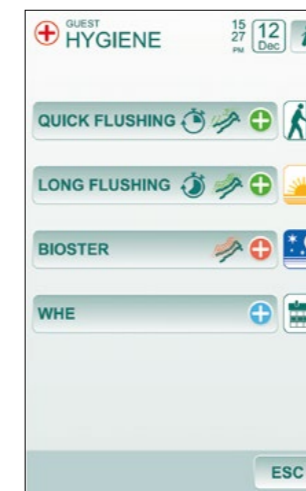 GUEST
HYGIENE
15
27
PM
12
Dec
QUICK FLUSHING
LONG FLUSHING
BIOSTER
WHE
ESC